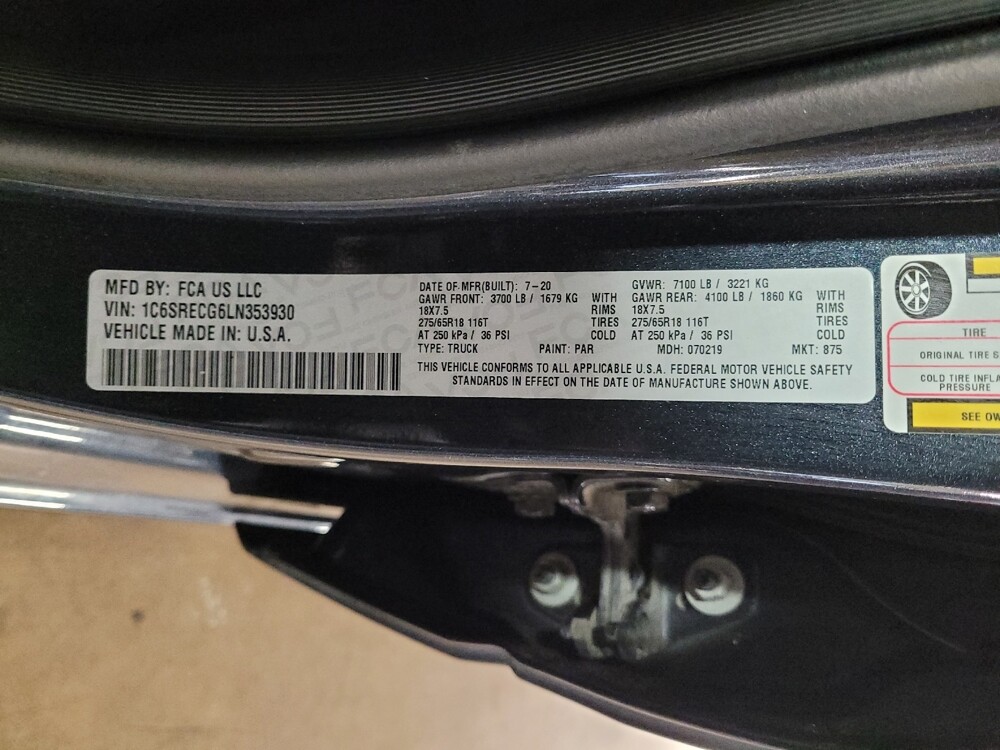 MFD BY: FCA US LLC
VIN: 1C6SRECG6LN353930
VEHICLE MADE IN: U.S.A.
DATE OF-MFR(BUILT): 7-20
GAWR FRONT: 3700 LB / 1679 KG WITH
18X7.5 RIMS
275/65R18 116T TIRES
AT 250 kPa / 36 PSI COLD
TYPE: TRUCK PAINT: PAR
GVWR: 7100 LB / 3221 KG
GAWR REAR: 4100 LB / 1860 KG WITH
18X7.5 RIMS
275/65R18 116T TIRES
AT 250 kPa / 36 PSI COLD
MDH: 070219 MKT: 875
THIS VEHICLE CONFORMS TO ALL APPLICABLE U.S.A. FEDERAL MOTOR VEHICLE SAFETY
STANDARDS IN EFFECT ON THE DATE OF MANUFACTURE SHOWN ABOVE.
TIRE
ORIGINAL TIRE S
COLD TIRE INFLA
PRESSURE
SEE OW